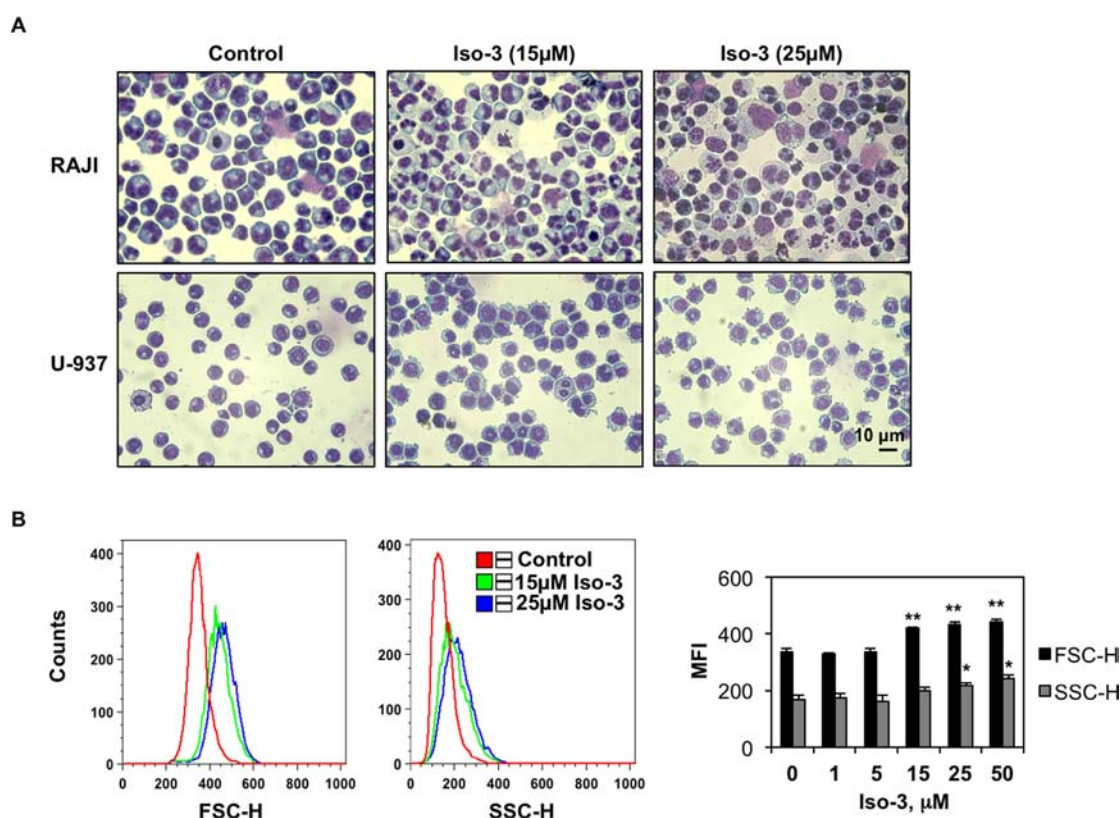 A
Control
Iso-3 (15µM)
Iso-3 (25µM)
RAJI
U-937
10 µm
B
400
300
200
100
0
Counts
0 200 400 600 800 1000
FSC-H
400
300
200
100
0
Control
15µM Iso-3
25µM Iso-3
0 200 400 600 800 1000
SSC-H
600
400
200
0
MFI
** ** **
* *
FSC-H
SSC-H
0 1 5 15 25 50
Iso-3, µM